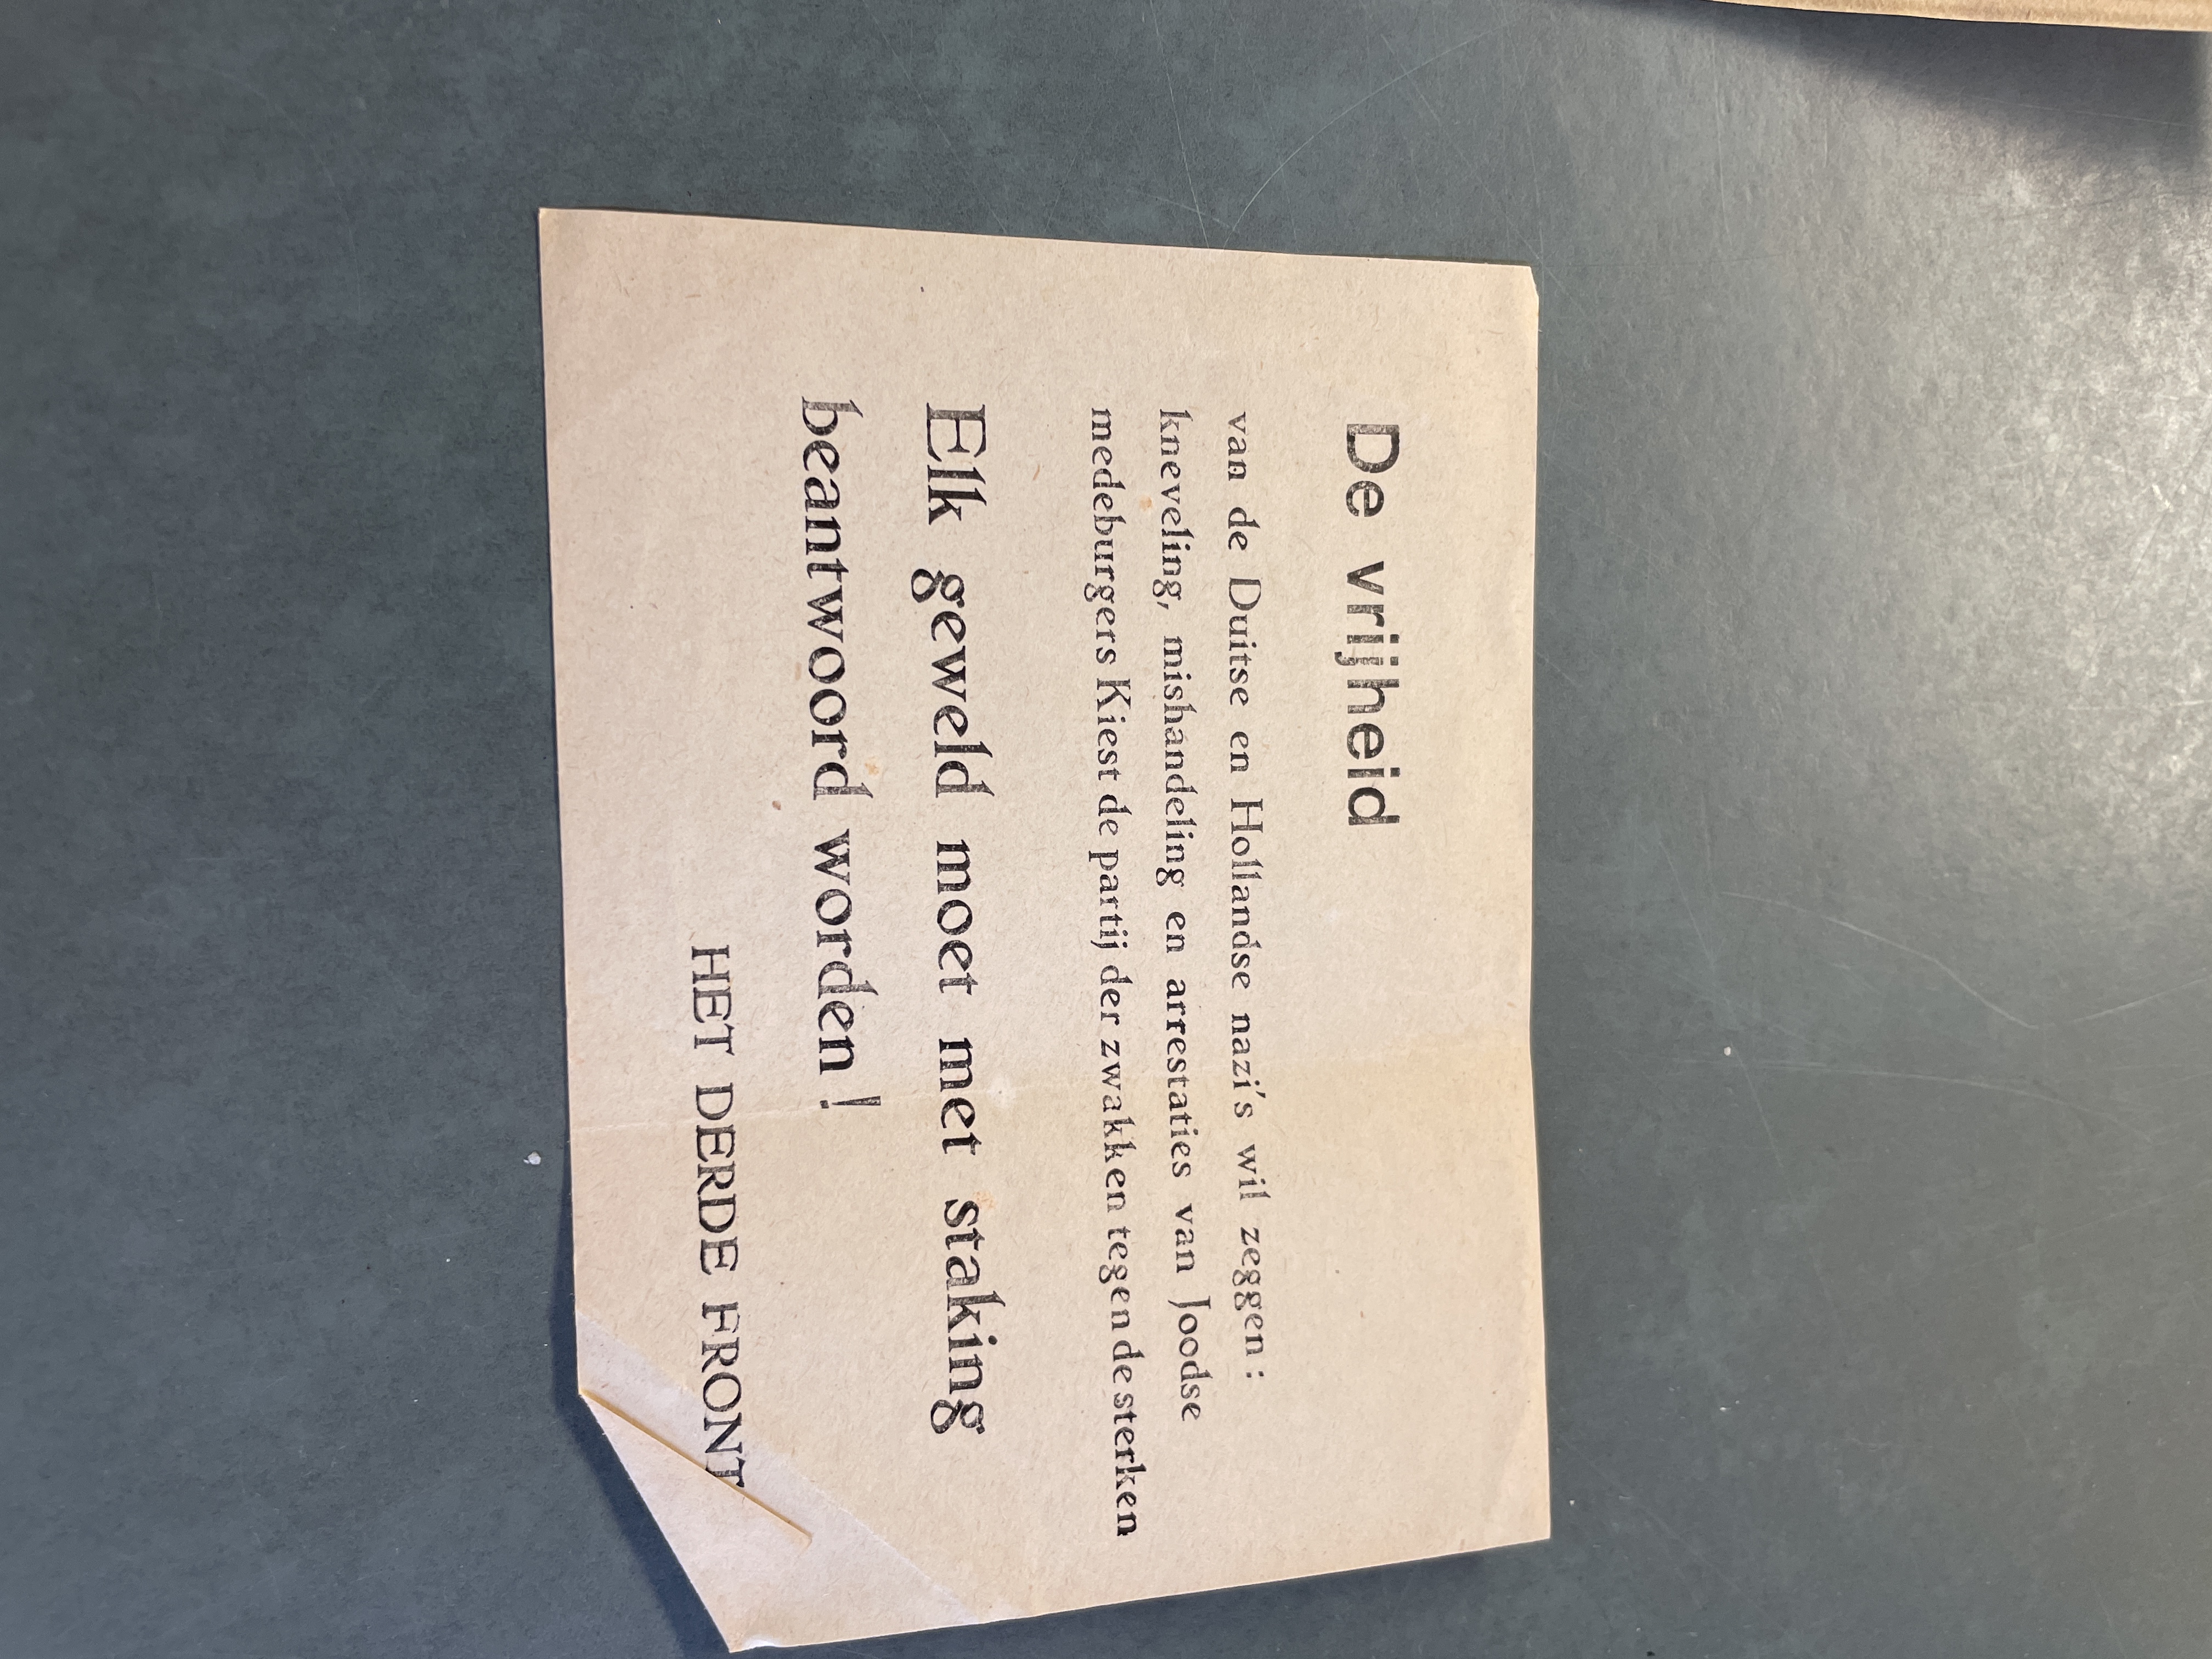 De vrijheid
van de Duitse en Hollandse nazi's wil zeggen:
kneveling, mishandeling en arrestaties van Joodse
medeburgers Kiest de partij der zwakken tegen de sterken
Elk geweld moet met staking
beantwoord worden!
HET DERDE FRONT